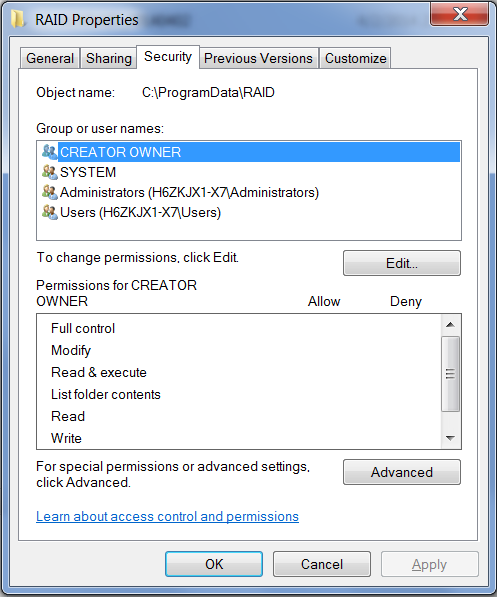 RAID Properties
General Sharing Security Previous Versions Customize
Object name: C:\ProgramData\RAID
Group or user names:
CREATOR OWNER
SYSTEM
Administrators (H6ZKJX1-X7\Administrators)
Users (H6ZKJX1-X7\Users)
To change permissions, click Edit.
Edit...
Permissions for CREATOR
OWNER Allow Deny
Full control
Modify
Read & execute
List folder contents
Read
Write
For special permissions or advanced settings,
click Advanced.
Advanced
Learn about access control and permissions
OK Cancel Apply